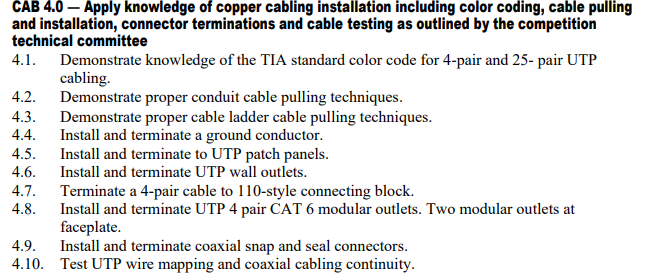 CAB 4.0 — Apply knowledge of copper cabling installation including color coding, cable pulling
and installation, connector terminations and cable testing as outlined by the competition
technical committee
4.1. Demonstrate knowledge of the TIA standard color code for 4-pair and 25- pair UTP
cabling.
4.2. Demonstrate proper conduit cable pulling techniques.
4.3. Demonstrate proper cable ladder cable pulling techniques.
4.4. Install and terminate a ground conductor.
4.5. Install and terminate to UTP patch panels.
4.6. Install and terminate UTP wall outlets.
4.7. Terminate a 4-pair cable to 110-style connecting block.
4.8. Install and terminate UTP 4 pair CAT 6 modular outlets. Two modular outlets at
faceplate.
4.9. Install and terminate coaxial snap and seal connectors.
4.10. Test UTP wire mapping and coaxial cabling continuity.